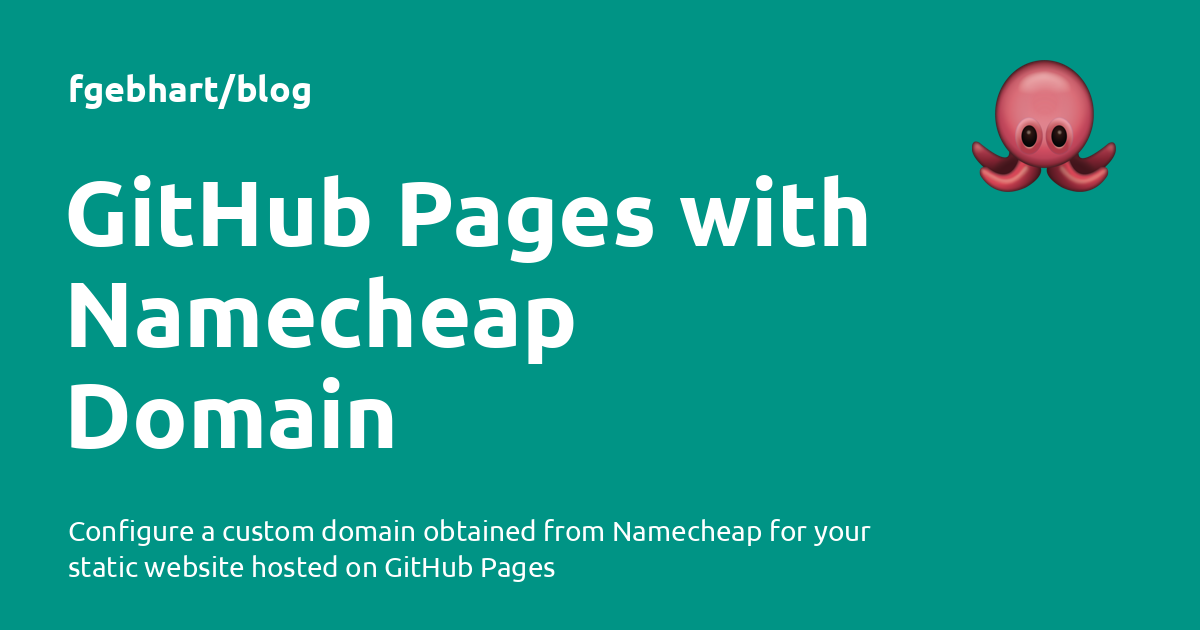 fgebhart/blog
GitHub Pages with
Namecheap
Domain
Configure a custom domain obtained from Namecheap for your
static website hosted on GitHub Pages